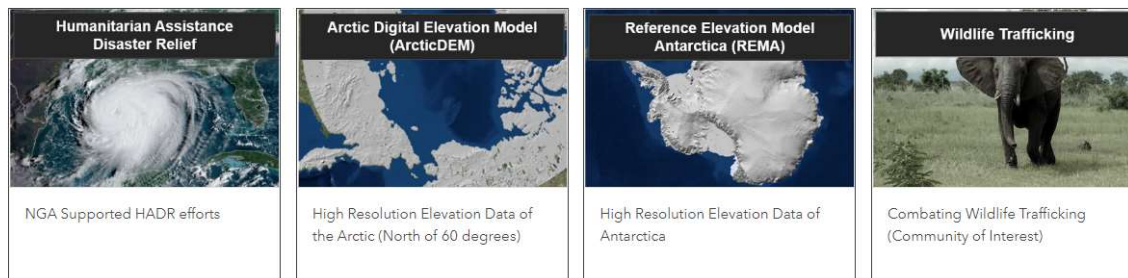 Humanitarian Assistance
Disaster Relief
NGA Supported HADR efforts
Arctic Digital Elevation Model
(ArcticDEM)
High Resolution Elevation Data of
the Arctic (North of 60 degrees)
Reference Elevation Model
Antarctica (REMA)
High Resolution Elevation Data of
Antarctica
Wildlife Trafficking
Combating Wildlife Trafficking
(Community of Interest)